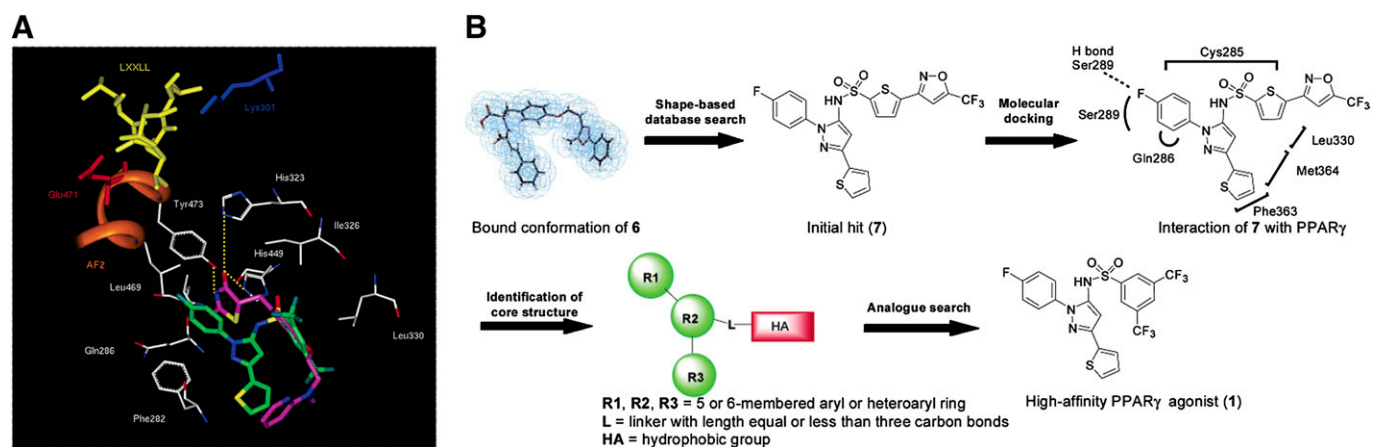 A
LXXLL
Lys301
Glu471
His323
Tyr473
Ile326
AF2
His449
Leu469
Leu330
Gln286
Phe282
B
Shape-based
database search
Molecular
docking
Bound conformation of 6
F
HN
S
O
O
S
N
O
CF3
N
N
S
Initial hit (7)
H bond
Ser289
Cys285
F
HN
S
O
O
S
N
O
CF3
Ser289
Gln286
N
N
S
Leu330
Met364
Phe363
Interaction of 7 with PPARγ
Identification of
core structure
R1
R2
L
HA
R3
R1, R2, R3 = 5 or 6-membered aryl or heteroaryl ring
L = linker with length equal or less than three carbon bonds
HA = hydrophobic group
Analogue search
F
HN
S
O
O
CF3
CF3
N
N
S
High-affinity PPARγ agonist (1)